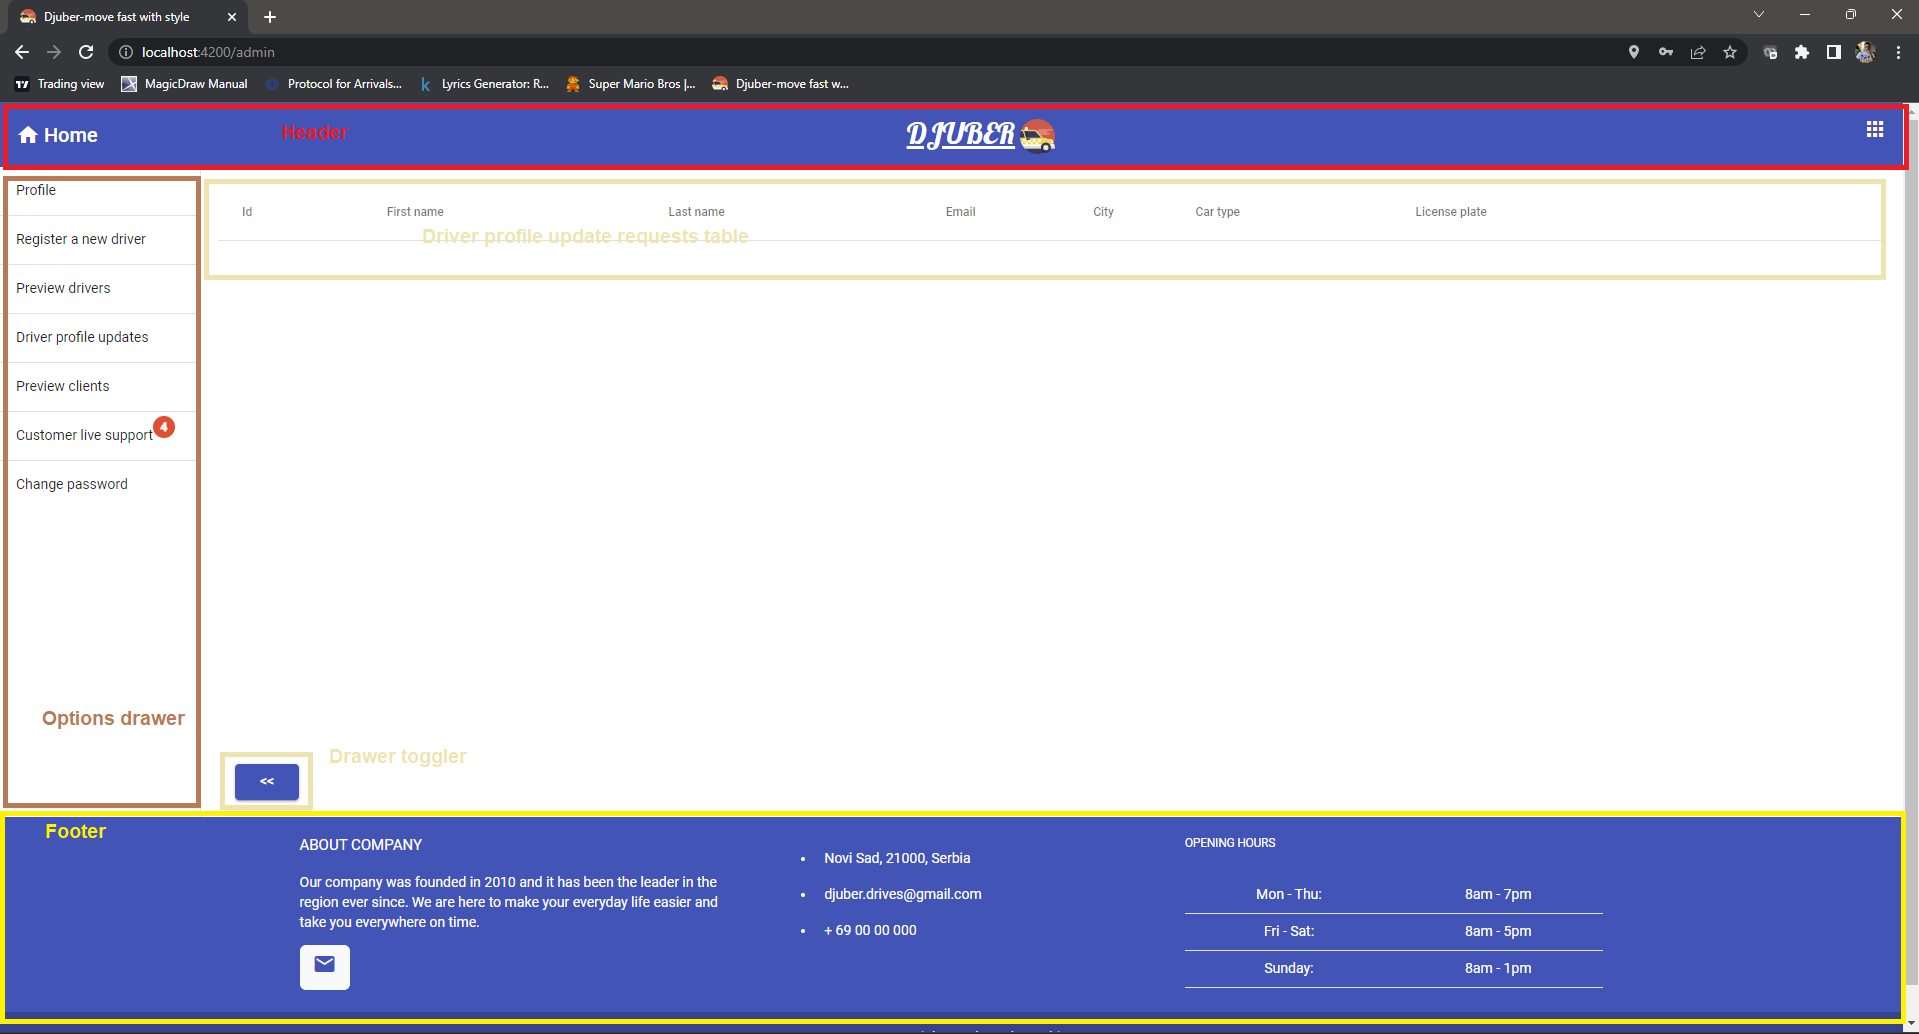 Djuber-move fast with style
localhost:4200/admin
Trading view
MagicDraw Manual
Protocol for Arrivals...
Lyrics Generator: R...
Super Mario Bros |...
Djuber-move fast w...
Home
Header
DJUBER
Profile
Register a new driver
Preview drivers
Driver profile updates
Preview clients
Customer live support 4
Change password
Options drawer
Id First name Last name Email City Car type License plate
Driver profile update requests table
Drawer toggler
<<
Footer
ABOUT COMPANY
Our company was founded in 2010 and it has been the leader in the
region ever since. We are here to make your everyday life easier and
take you everywhere on time.
• Novi Sad, 21000, Serbia
• djuber.drives@gmail.com
• + 69 00 00 000
OPENING HOURS
Mon - Thu: 8am - 7pm
Fri - Sat: 8am - 5pm
Sunday: 8am - 1pm